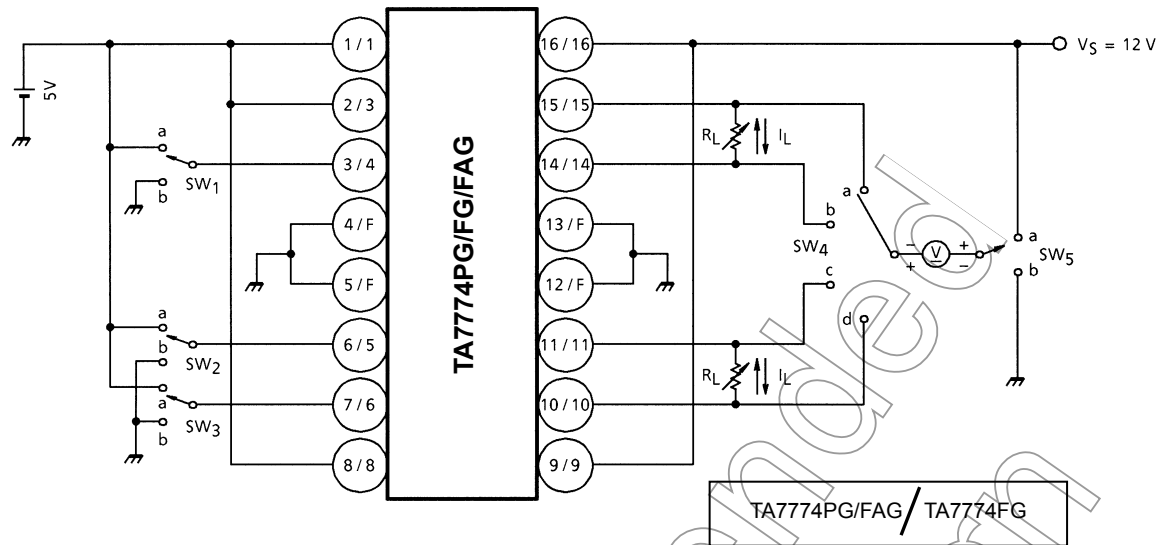 5V
1 / 1
2 / 3
3 / 4
4 / F
5 / F
6 / 5
7 / 6
8 / 8
a
b
SW1
a
b
SW2
a
b
SW3
TA7774PG/FG/FAG
16 / 16
15 / 15
14 / 14
13 / F
12 / F
11 / 11
10 / 10
9 / 9
VS = 12 V
RL
IL
a
b
SW4
c
d
− +
V
+ −
a
SW5
b
RL
IL
TA7774PG/FAG / TA7774FG